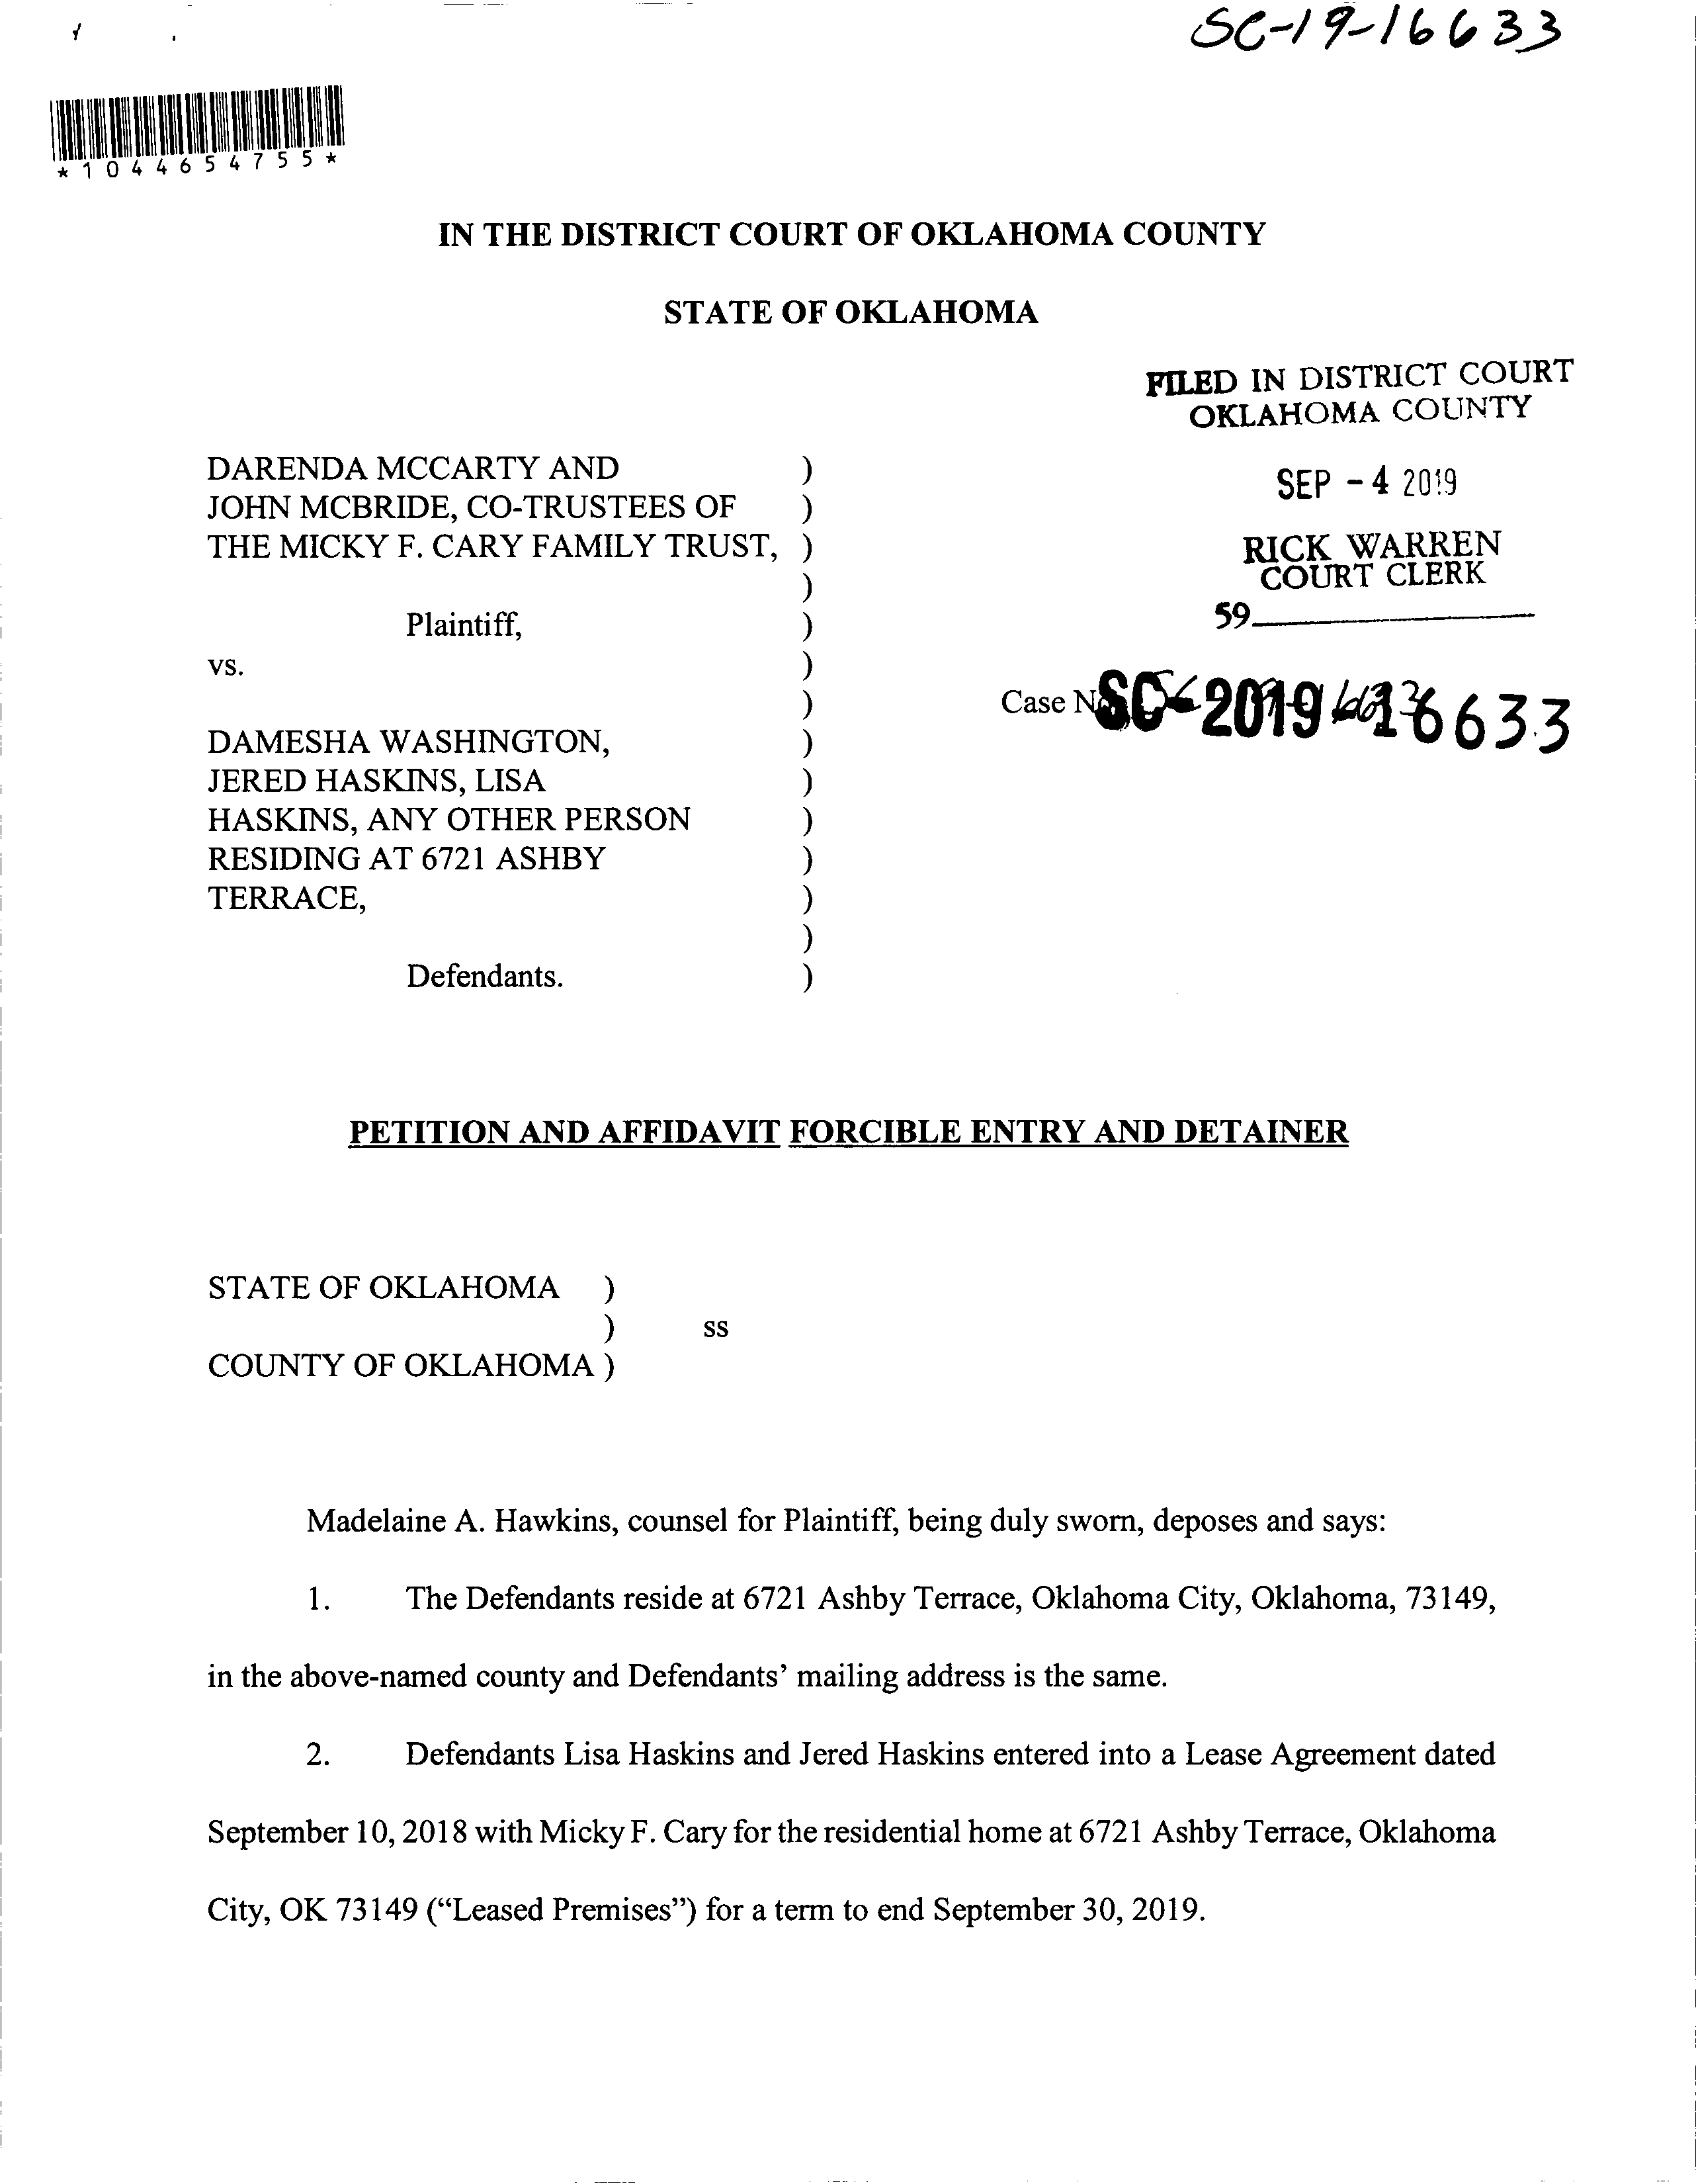 SC-19-16633
*1044654755*
IN THE DISTRICT COURT OF OKLAHOMA COUNTY
STATE OF OKLAHOMA
FILED IN DISTRICT COURT
OKLAHOMA COUNTY
SEP - 4 2019
RICK WARREN
COURT CLERK
59
DARENDA MCCARTY AND )
JOHN MCBRIDE, CO-TRUSTEES OF )
THE MICKY F. CARY FAMILY TRUST, )
)
Plaintiff, )
vs. )
) Case No. SC-2019-16633
DAMESHA WASHINGTON, )
JERED HASKINS, LISA )
HASKINS, ANY OTHER PERSON )
RESIDING AT 6721 ASHBY )
TERRACE, )
)
Defendants. )
PETITION AND AFFIDAVIT FORCIBLE ENTRY AND DETAINER
STATE OF OKLAHOMA )
) ss
COUNTY OF OKLAHOMA )
Madelaine A. Hawkins, counsel for Plaintiff, being duly sworn, deposes and says:
1. The Defendants reside at 6721 Ashby Terrace, Oklahoma City, Oklahoma, 73149,
in the above-named county and Defendants’ mailing address is the same.
2. Defendants Lisa Haskins and Jered Haskins entered into a Lease Agreement dated
September 10, 2018 with Micky F. Cary for the residential home at 6721 Ashby Terrace, Oklahoma
City, OK 73149 (“Leased Premises”) for a term to end September 30, 2019.